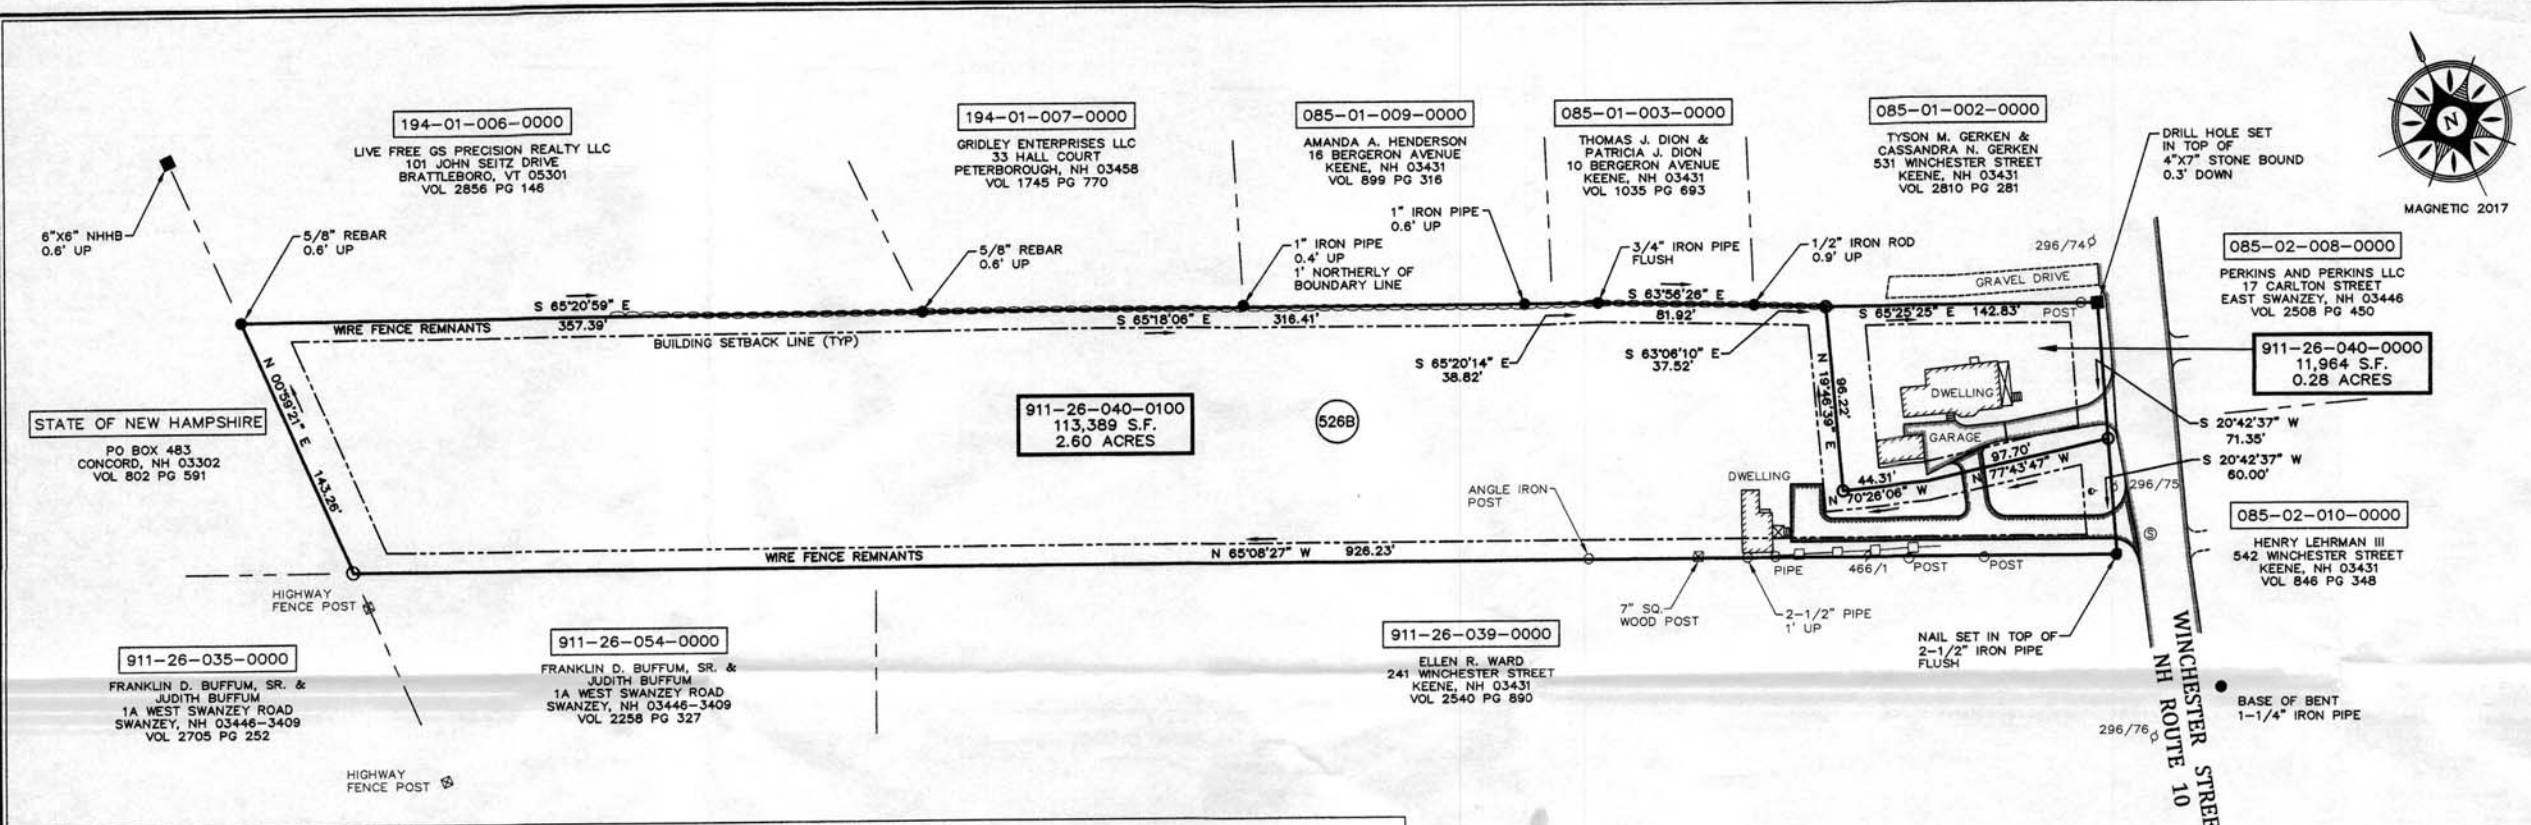 194-01-006-0000
LIVE FREE GS PRECISION REALTY LLC
101 JOHN SEITZ DRIVE
BRATTLEBORO, VT 05301
VOL 2856 PG 146
194-01-007-0000
GRIDLEY ENTERPRISES LLC
33 HALL COURT
PETERBOROUGH, NH 03458
VOL 1745 PG 770
085-01-009-0000
AMANDA A. HENDERSON
16 BERGERON AVENUE
KEENE, NH 03431
VOL 899 PG 316
085-01-003-0000
THOMAS J. DION &
PATRICIA J. DION
10 BERGERON AVENUE
KEENE, NH 03431
VOL 1035 PG 693
085-01-002-0000
TYSON M. GERKEN &
CASSANDRA N. GERKEN
531 WINCHESTER STREET
KEENE, NH 03431
VOL 2810 PG 281
DRILL HOLE SET
IN TOP OF
4"X7" STONE BOUND
0.3' DOWN
N
MAGNETIC 2017
6"X6" NHHB
0.6' UP
5/8" REBAR
0.6' UP
5/8" REBAR
0.6' UP
1" IRON PIPE
0.4' UP
1' NORTHERLY OF
BOUNDARY LINE
1" IRON PIPE
0.6' UP
3/4" IRON PIPE
FLUSH
1/2" IRON ROD
0.9' UP
296/74
GRAVEL DRIVE
085-02-008-0000
PERKINS AND PERKINS LLC
17 CARLTON STREET
EAST SWANZEY, NH 03446
VOL 2508 PG 450
S 65°20'59" E
357.39'
WIRE FENCE REMNANTS
BUILDING SETBACK LINE (TYP)
S 65°18'06" E
316.41'
S 63°56'26" E
81.92'
S 65°25'25" E
142.83'
POST
S 65°20'14" E
38.82'
S 63°06'10" E
37.52'
911-26-040-0000
11,964 S.F.
0.28 ACRES
N 00°59'21" E
143.26'
STATE OF NEW HAMPSHIRE
PO BOX 483
CONCORD, NH 03302
VOL 802 PG 591
911-26-040-0100
113,389 S.F.
2.60 ACRES
526B
N 19°46'39" E
96.22'
DWELLING
GARAGE
S 20°42'37" W
71.35'
S 20°42'37" W
60.00'
97.70'
N 77°43'47" W
44.31'
N 70°26'06" W
DWELLING
296/75
ANGLE IRON
POST
085-02-010-0000
HENRY LEHRMAN III
542 WINCHESTER STREET
KEENE, NH 03431
VOL 846 PG 348
S
WIRE FENCE REMNANTS
N 65°08'27" W
926.23'
PIPE
466/1
POST
POST
HIGHWAY
FENCE POST
7" SQ.
WOOD POST
2-1/2" PIPE
1' UP
NAIL SET IN TOP OF
2-1/2" IRON PIPE
FLUSH
911-26-035-0000
FRANKLIN D. BUFFUM, SR. &
JUDITH BUFFUM
1A WEST SWANZEY ROAD
SWANZEY, NH 03446-3409
VOL 2705 PG 252
911-26-054-0000
FRANKLIN D. BUFFUM, SR. &
JUDITH BUFFUM
1A WEST SWANZEY ROAD
SWANZEY, NH 03446-3409
VOL 2258 PG 327
911-26-039-0000
ELLEN R. WARD
241 WINCHESTER STREET
KEENE, NH 03431
VOL 2540 PG 890
WINCHESTER STREE
NH ROUTE 10
BASE OF BENT
1-1/4" IRON PIPE
296/76
HIGHWAY
FENCE POST